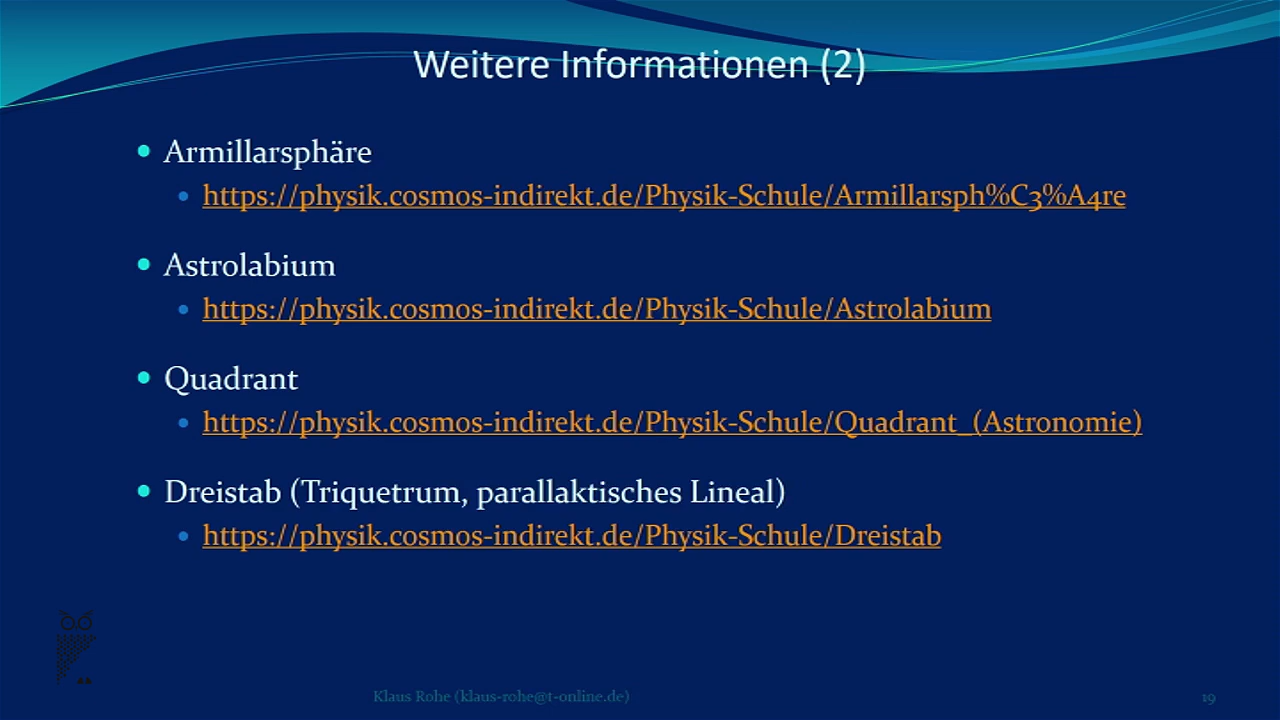 Weitere Informationen (2)
• Armillarsphäre
• https://physik.cosmos-indirekt.de/Physik-Schule/Armillarsph%C3%A4re
• Astrolabium
• https://physik.cosmos-indirekt.de/Physik-Schule/Astrolabium
• Quadrant
• https://physik.cosmos-indirekt.de/Physik-Schule/Quadrant_(Astronomie)
• Dreistab (Triquetrum, parallaktisches Lineal)
• https://physik.cosmos-indirekt.de/Physik-Schule/Dreistab
Klaus Rohe (klaus-rohe@t-online.de)
19